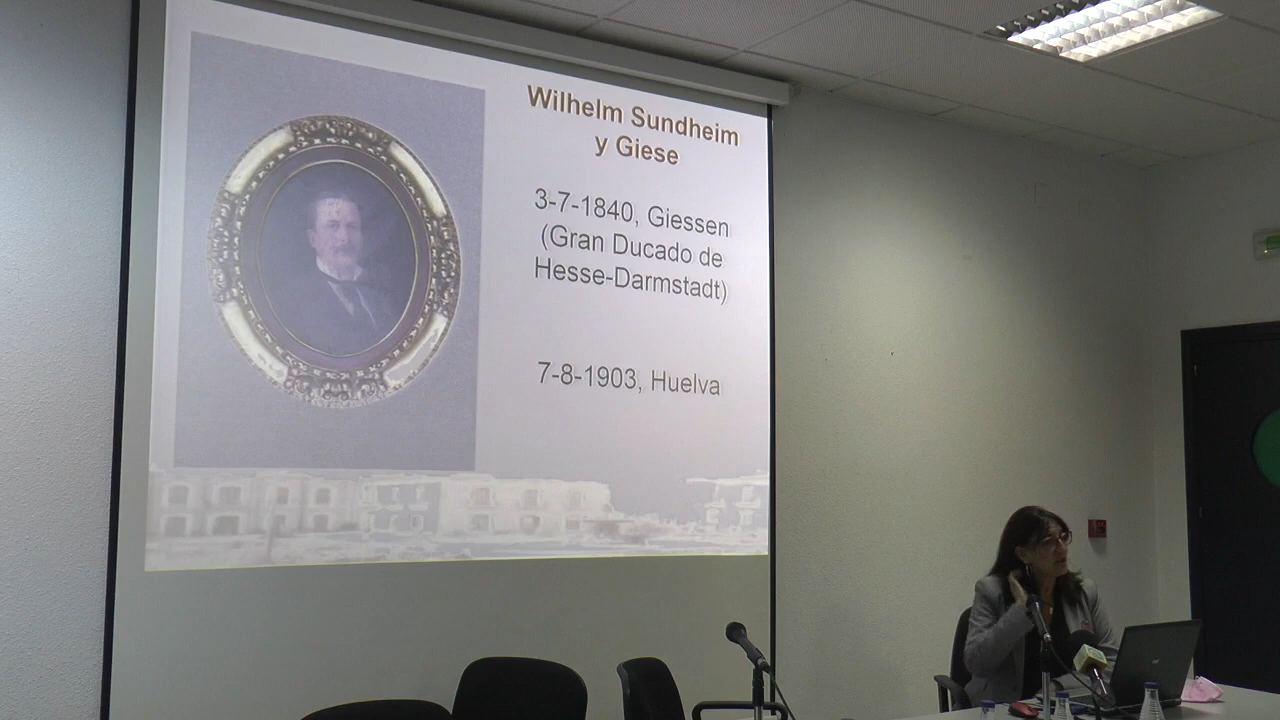 Wilhelm Sundheim
y Giese
3-7-1840, Giessen
(Gran Ducado de
Hesse-Darmstadt)
7-8-1903, Huelva